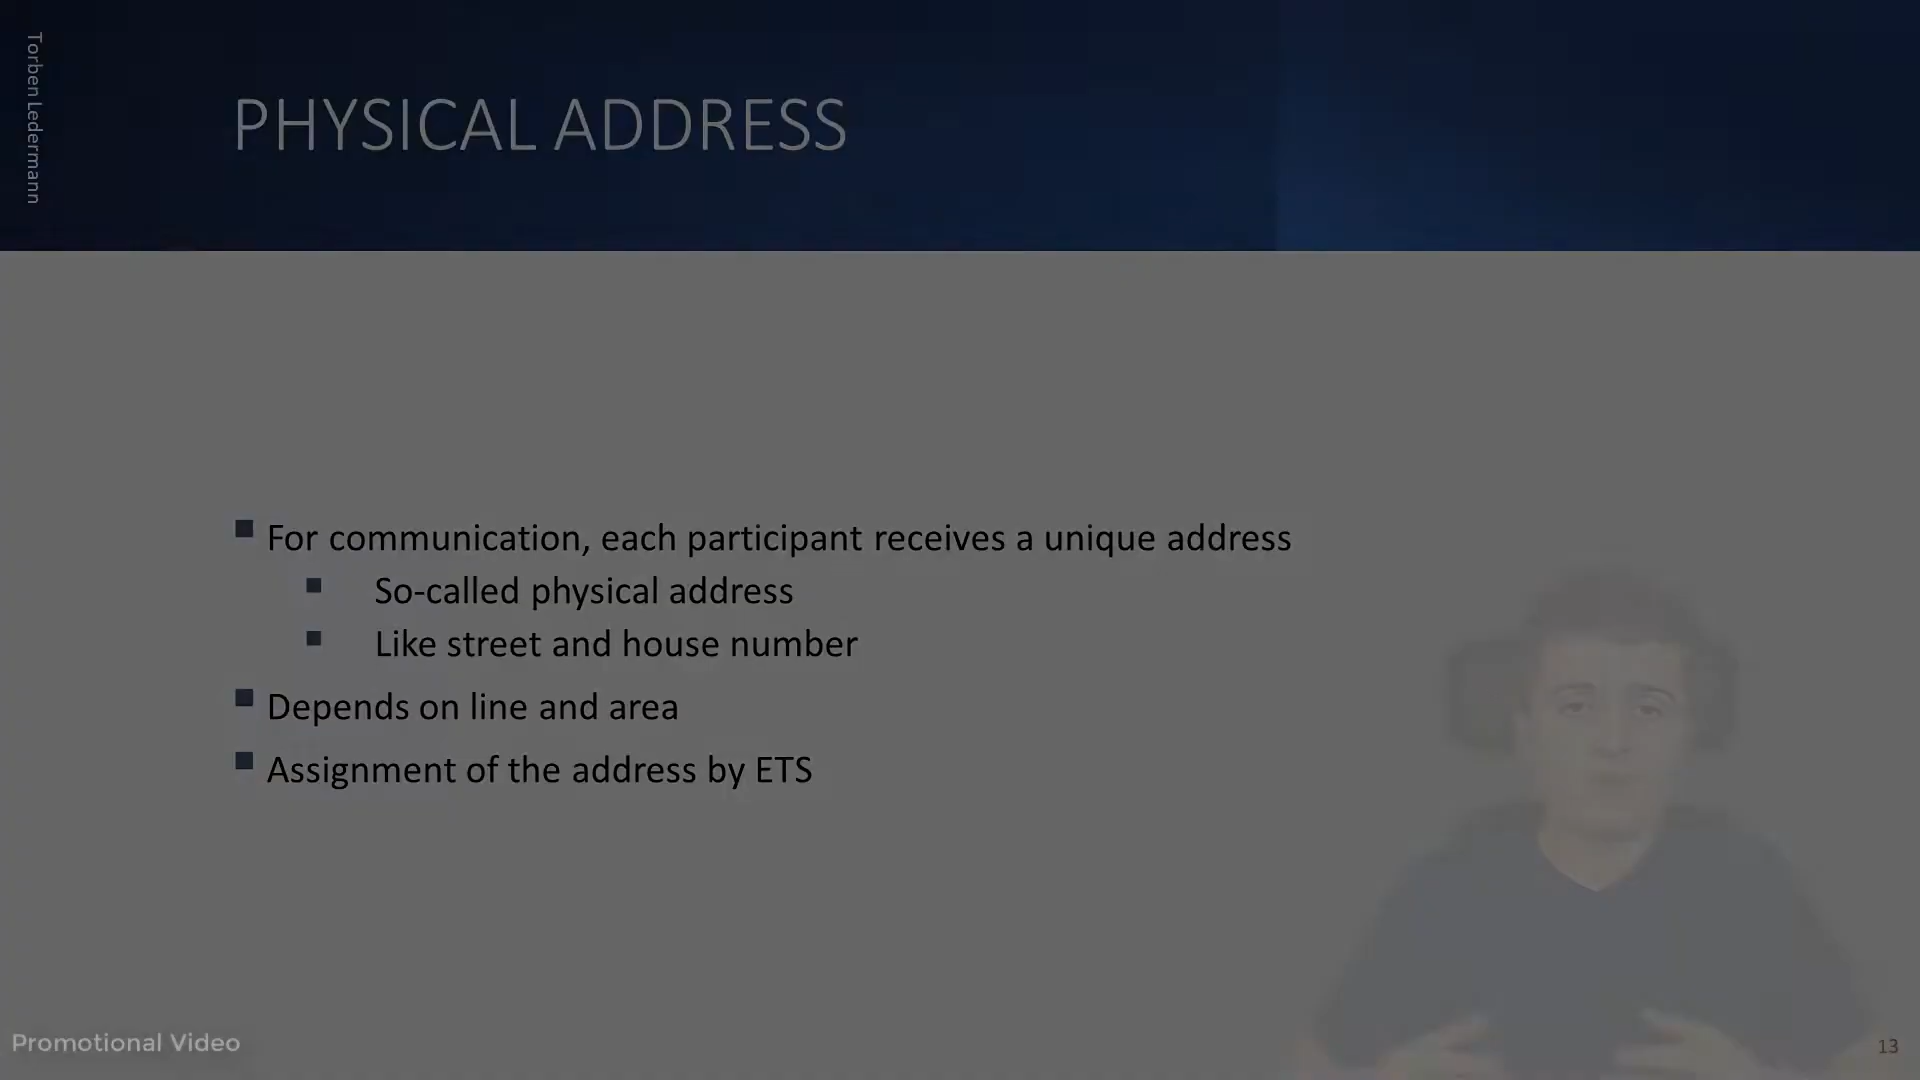 Torben Ledermann
PHYSICAL ADDRESS
For communication, each participant receives a unique address
So-called physical address
Like street and house number
Depends on line and area
Assignment of the address by ETS
Promotional Video
13